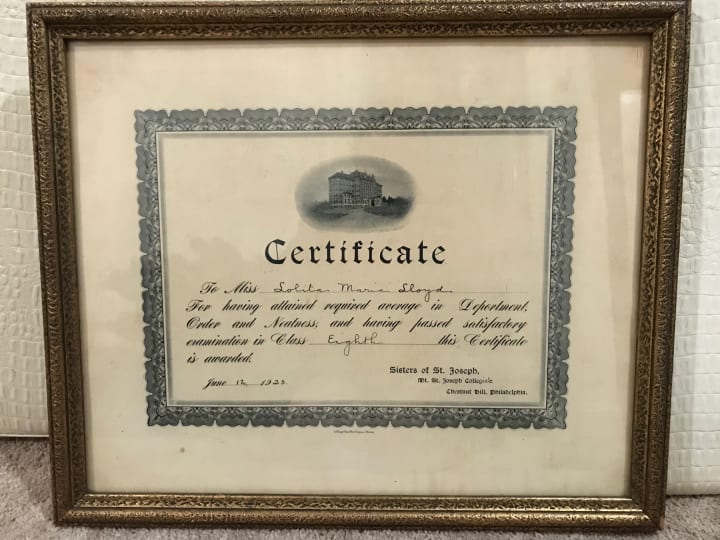 Certificate
To Miss Lolita Maria Lloyd
For having attained required average in Deportment,
Order and Neatness, and having passed satisfactory
examination in Class Eighth this Certificate
is awarded.
Sisters of St. Joseph,
June 12, 1923.
Mt. St. Joseph Collegiate
Chestnut Hill, Philadelphia.